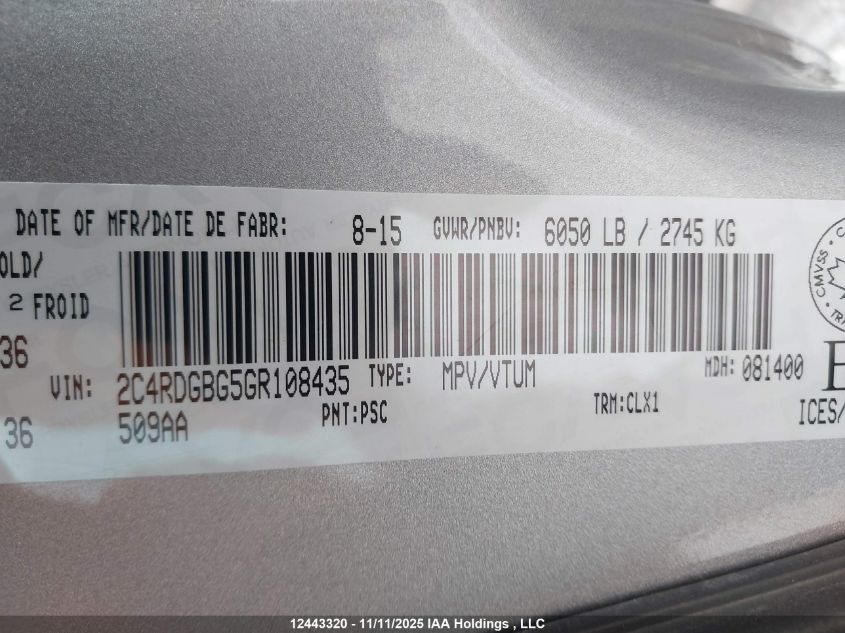 DATE OF MFR/DATE DE FABR: 8-15 GVWR/PNBV: 6050 LB / 2745 KG
OLD/
2 FROID
36
VIN: 2C4RDGBG5GR108435 TYPE: MPV/VTUM MDH: 081400
36 509AA PNT:PSC TRM:CLX1 ICES/
CMVSS
12443320 - 11/11/2025 IAA Holdings , LLC